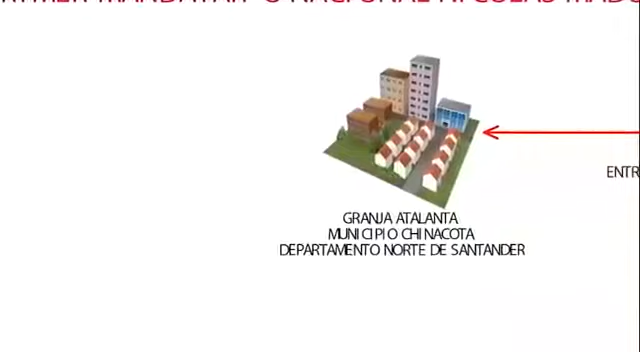 ENTR
GRANJA ATALANTA
MUNICIPIO CHINACOTA
DEPARTAMENTO NORTE DE SANTANDER